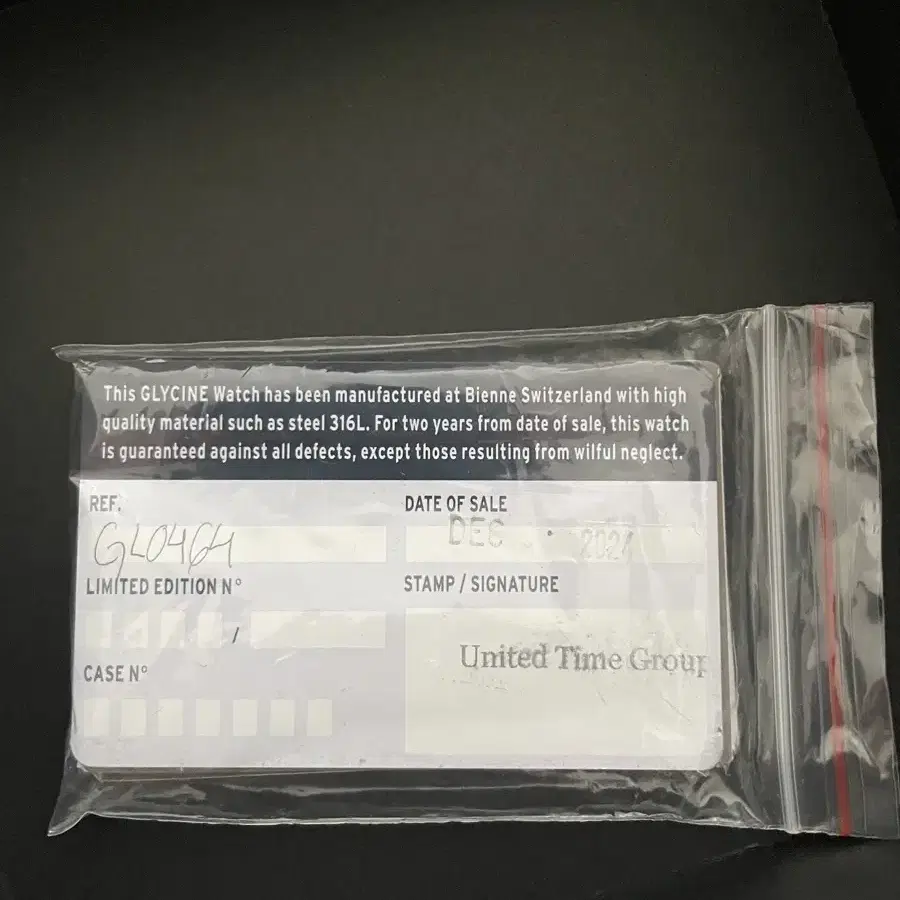 This GLYCINE Watch has been manufactured at Bienne Switzerland with high
quality material such as steel 316L. For two years from date of sale, this watch
is guaranteed against all defects, except those resulting from wilful neglect.
REF.
GL0464
LIMITED EDITION N°
/
CASE N°
DATE OF SALE
DEC
STAMP / SIGNATURE
United Time Group